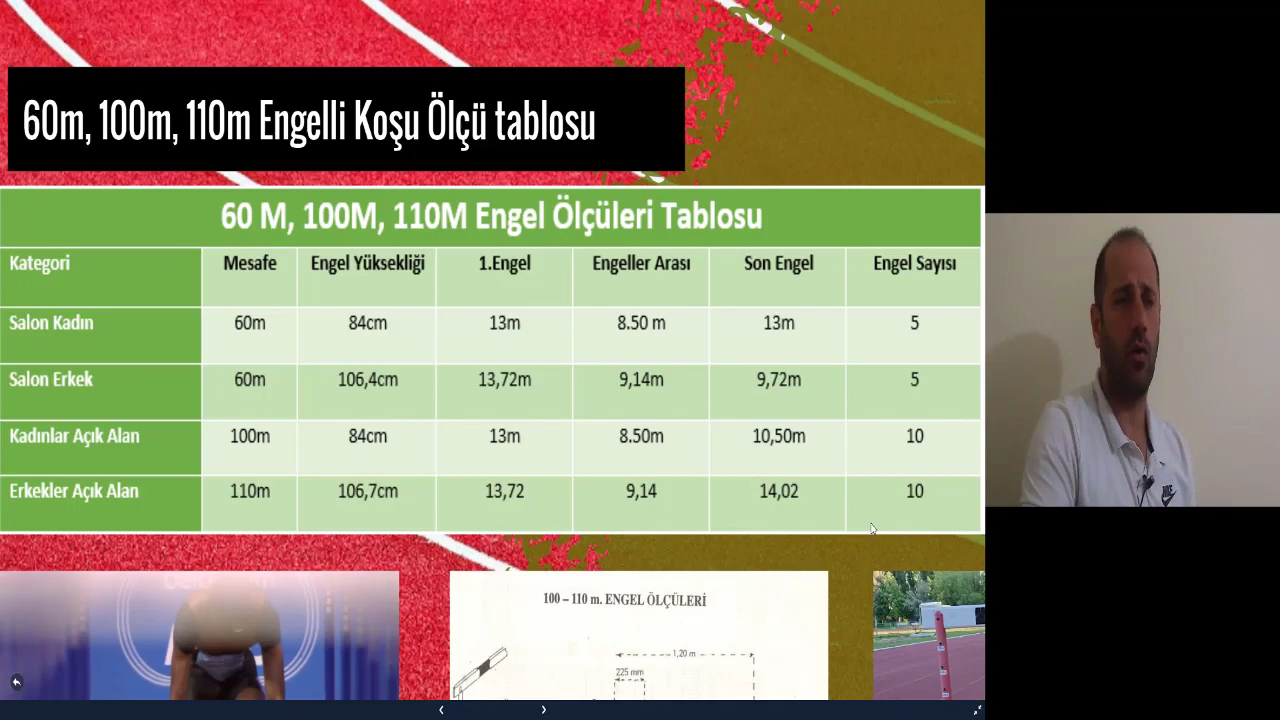 60m, 100m, 110m Engelli Koşu Ölçü tablosu
60 M, 100M, 110M Engel Ölçüleri Tablosu
Kategori Mesafe Engel Yüksekliği 1.Engel Engeller Arası Son Engel Engel Sayısı
Salon Kadın 60m 84cm 13m 8.50 m 13m 5
Salon Erkek 60m 106,4cm 13,72m 9,14m 9,72m 5
Kadınlar Açık Alan 100m 84cm 13m 8.50m 10,50m 10
Erkekler Açık Alan 110m 106,7cm 13,72 9,14 14,02 10
100 – 110 m. ENGEL ÖLÇÜLERİ
1,20 m
225 mm